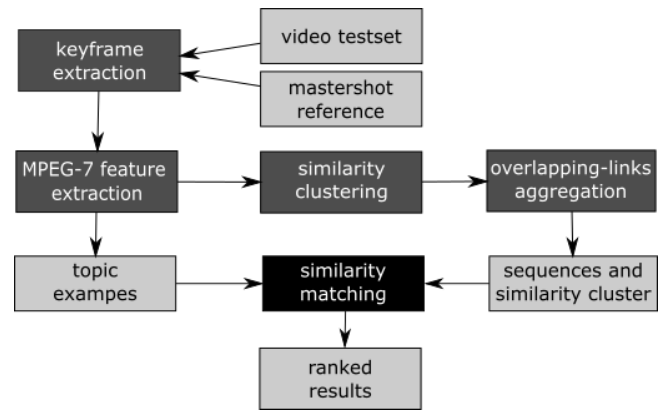 keyframe
extraction
video testset
mastershot
reference
MPEG-7 feature
extraction
similarity
clustering
overlapping-links
aggregation
topic
exampes
similarity
matching
sequences and
similarity cluster
ranked
results